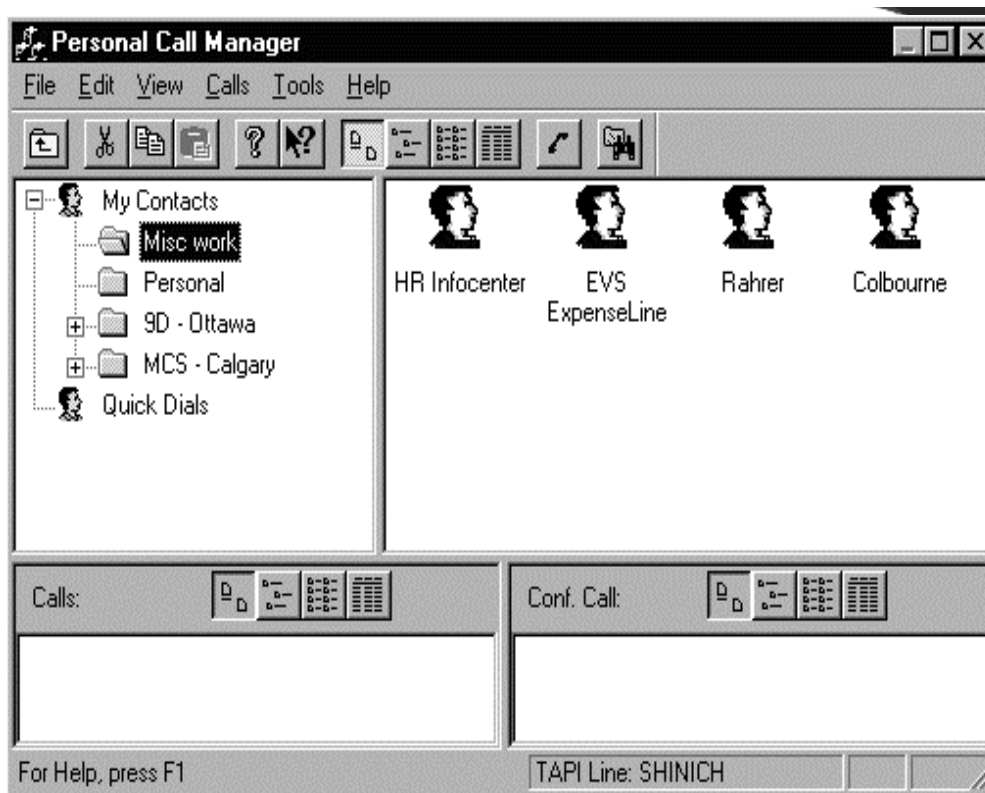 Personal Call Manager
File Edit View Calls Tools Help
My Contacts
Misc work
Personal
9D - Ottawa
MCS - Calgary
Quick Dials
HR Infocenter
EVS ExpenseLine
Rahrer
Colbourne
Calls:
Conf. Call:
For Help, press F1
TAPI Line: SHINICH